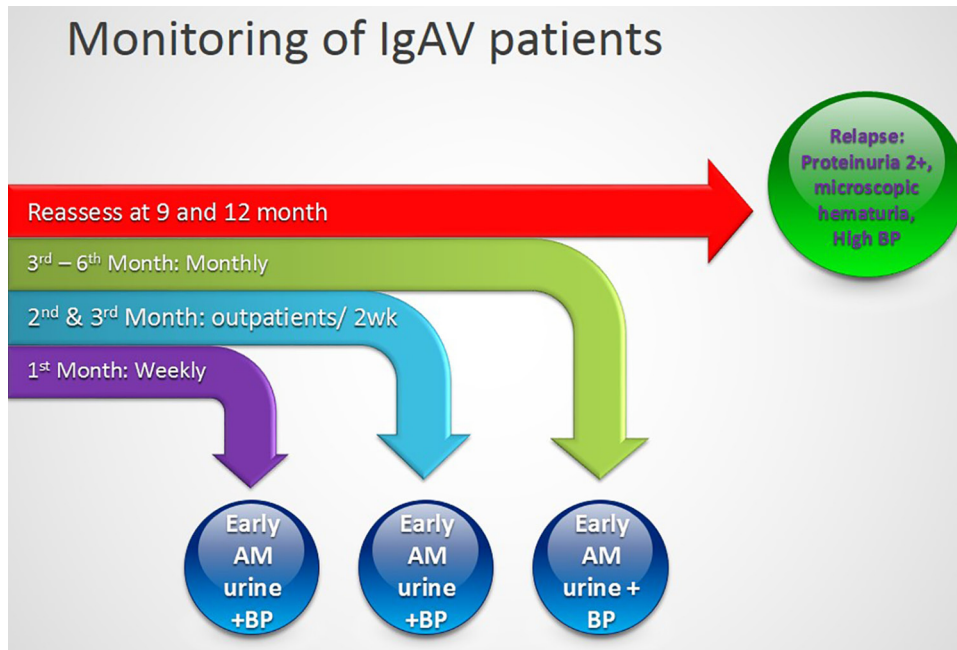 Monitoring of IgAV patients
Relapse:
Proteinuria 2+,
microscopic
hematuria,
High BP
Reassess at 9 and 12 month
3rd – 6th Month: Monthly
2nd & 3rd Month: outpatients/ 2wk
1st Month: Weekly
Early
AM
urine
+BP
Early
AM
urine
+BP
Early
AM
urine +
BP